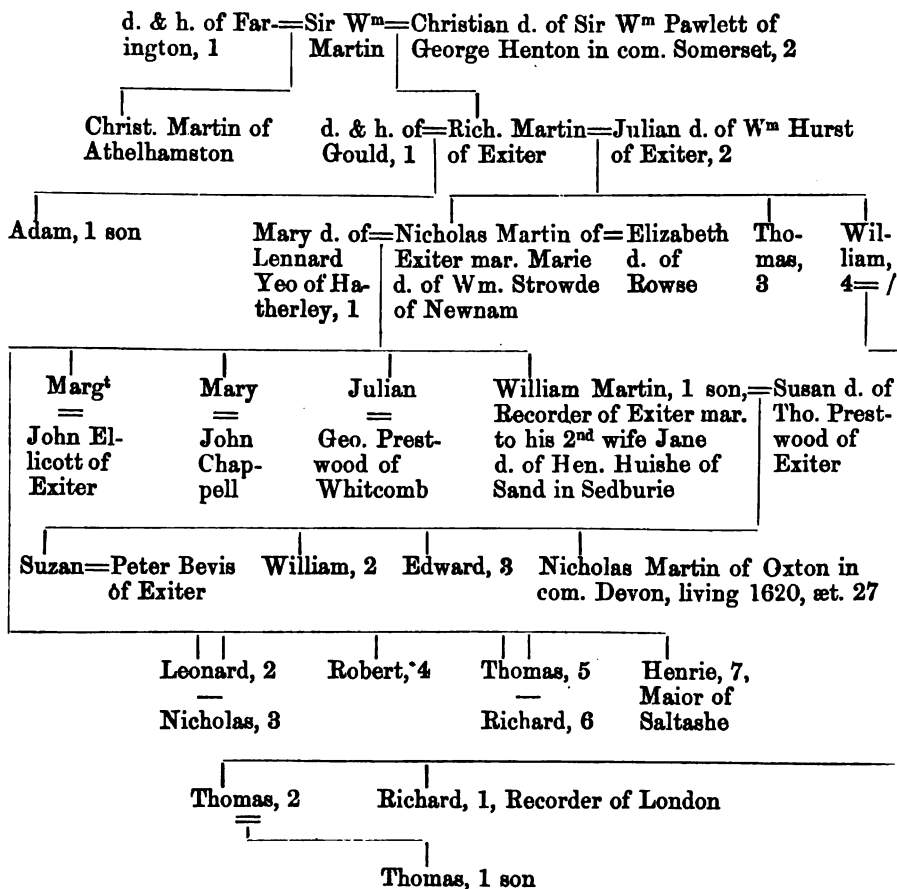 d. & h. of Far-=Sir Wᵐ=Christian d. of Sir Wᵐ Pawlett of
ington, 1 Martin George Henton in com. Somerset, 2
Christ. Martin of d. & h. of=Rich. Martin=Julian d. of Wᵐ Hurst
Athelhamston Gould, 1 of Exiter of Exiter, 2
Adam, 1 son Mary d. of=Nicholas Martin of=Elizabeth Tho- Wil-
Lennard Exiter mar. Marie d. of mas, liam,
Yeo of Ha- d. of Wm. Strowde Rowse 3 4= /
therley, 1 of Newnam
Margᵗ Mary Julian William Martin, 1 son,=Susan d. of
= = = Recorder of Exiter mar. Tho. Prest-
John El- John Geo. Prest- to his 2ⁿᵈ wife Jane wood of
licott of Chap- wood of d. of Hen. Huishe of Exiter
Exiter pell Whitcomb Sand in Sedburie
Suzan=Peter Bevis William, 2 Edward, 3 Nicholas Martin of Oxton in
of Exiter com. Devon, living 1620, æt. 27
Leonard, 2 Robert, 4 Thomas, 5 Henrie, 7,
— — Maior of
Nicholas, 3 Richard, 6 Saltashe
Thomas, 2 Richard, 1, Recorder of London
=
Thomas, 1 son